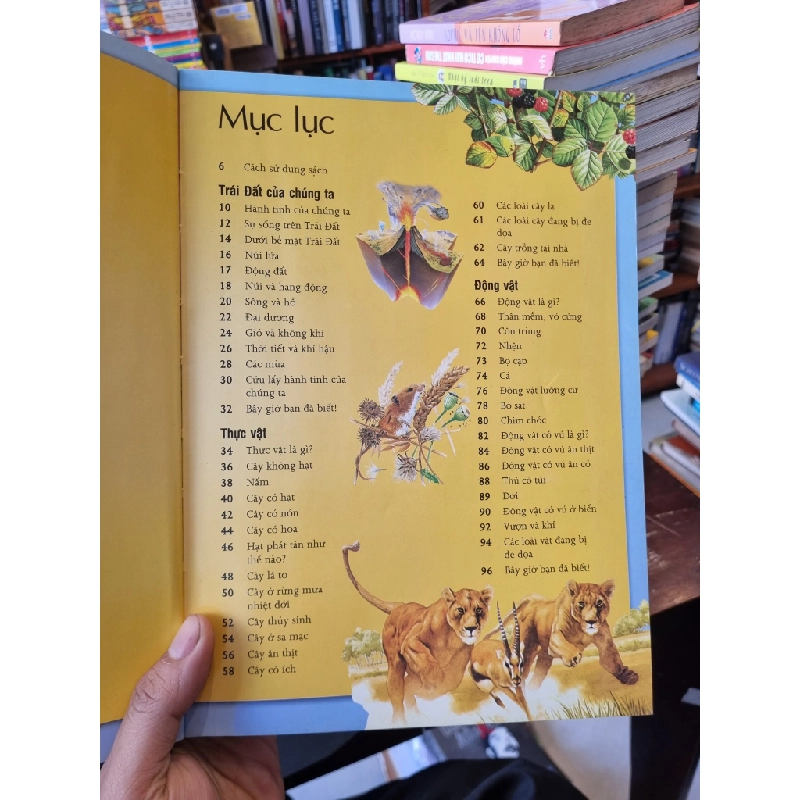 Mục lục
6 Cách sử dụng sách
Trái Đất của chúng ta
10 Hành tinh của chúng ta
12 Sự sống trên Trái Đất
14 Dưới bề mặt Trái Đất
16 Núi lửa
17 Động đất
18 Núi và hang động
20 Sông và hồ
22 Đại dương
24 Gió và không khí
26 Thời tiết và khí hậu
28 Các mùa
30 Cứu lấy hành tinh của
chúng ta
32 Bây giờ bạn đã biết!
Thực vật
34 Thực vật là gì?
36 Cây không hạt
38 Nấm
40 Cây có hạt
42 Cây có nón
44 Cây có hoa
46 Hạt phát tán như
thế nào?
48 Cây lá to
50 Cây ở rừng mưa
nhiệt đới
52 Cây thủy sinh
54 Cây ở sa mạc
56 Cây ăn thịt
58 Cây có ích
60 Các loài cây lạ
61 Các loài cây đang bị đe
dọa
62 Cây trồng tại nhà
64 Bây giờ bạn đã biết!
Động vật
66 Động vật là gì?
68 Thân mềm, vỏ cứng
70 Côn trùng
72 Nhện
73 Bọ cạp
74 Cá
76 Động vật lưỡng cư
78 Bò sát
80 Chim chóc
82 Động vật có vú là gì?
84 Động vật có vú ăn thịt
86 Động vật có vú ăn cỏ
88 Thú có túi
89 Dơi
90 Động vật có vú ở biển
92 Vượn và khỉ
94 Các loài vật đang bị
đe dọa
96 Bây giờ bạn đã biết!